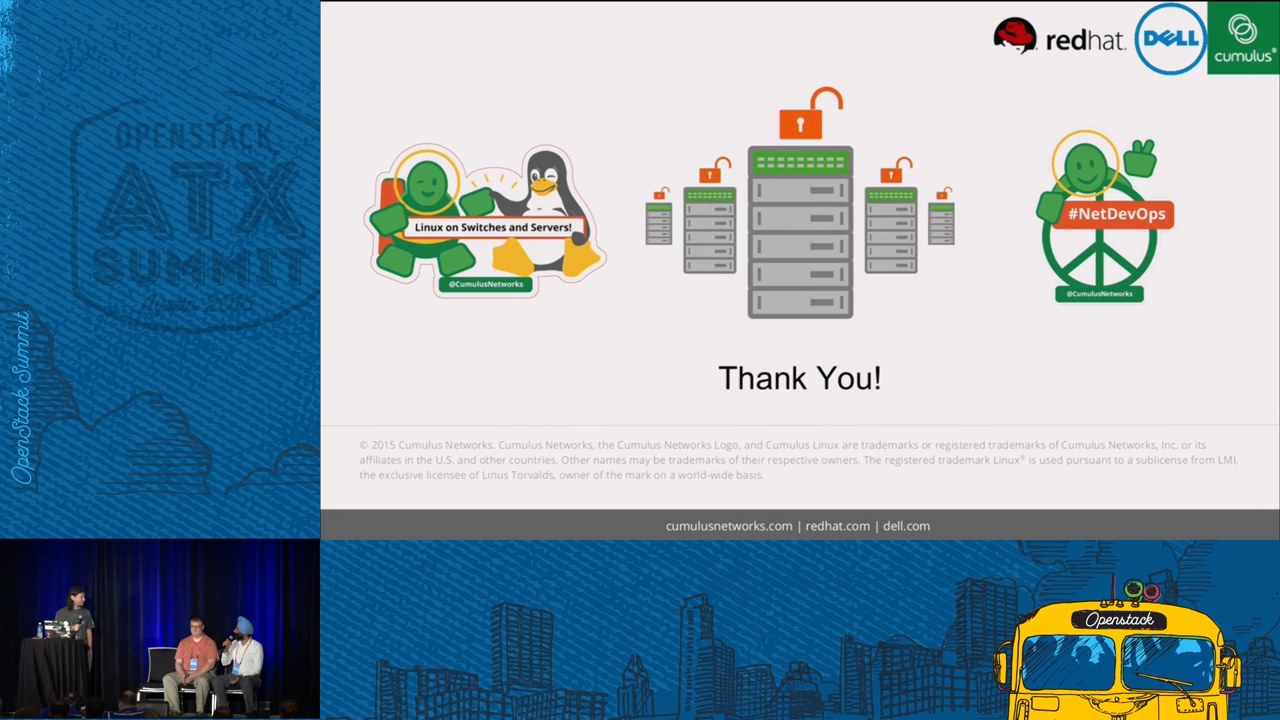 redhat.
DELL
cumulus®
OPENSTACK
ATX
SUMMIT
OpenStack Summit
Linux on Switches and Servers!
@CumulusNetworks
#NetDevOps
@CumulusNetworks
Thank You!
© 2015 Cumulus Networks. Cumulus Networks, the Cumulus Networks Logo, and Cumulus Linux are trademarks or registered trademarks of Cumulus Networks, Inc. or its
affiliates in the U.S. and other countries. Other names may be trademarks of their respective owners. The registered trademark Linux® is used pursuant to a sublicense from LMI,
the exclusive licensee of Linus Torvalds, owner of the mark on a world-wide basis.
cumulusnetworks.com | redhat.com | dell.com
Openstack